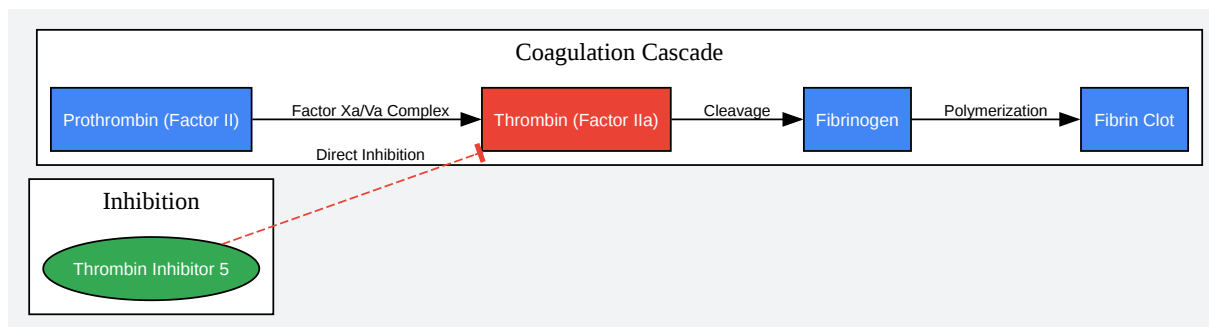 Coagulation Cascade
Prothrombin (Factor II)
Factor Xa/Va Complex
Thrombin (Factor IIa)
Cleavage
Fibrinogen
Polymerization
Fibrin Clot
Direct Inhibition
Inhibition
Thrombin Inhibitor 5